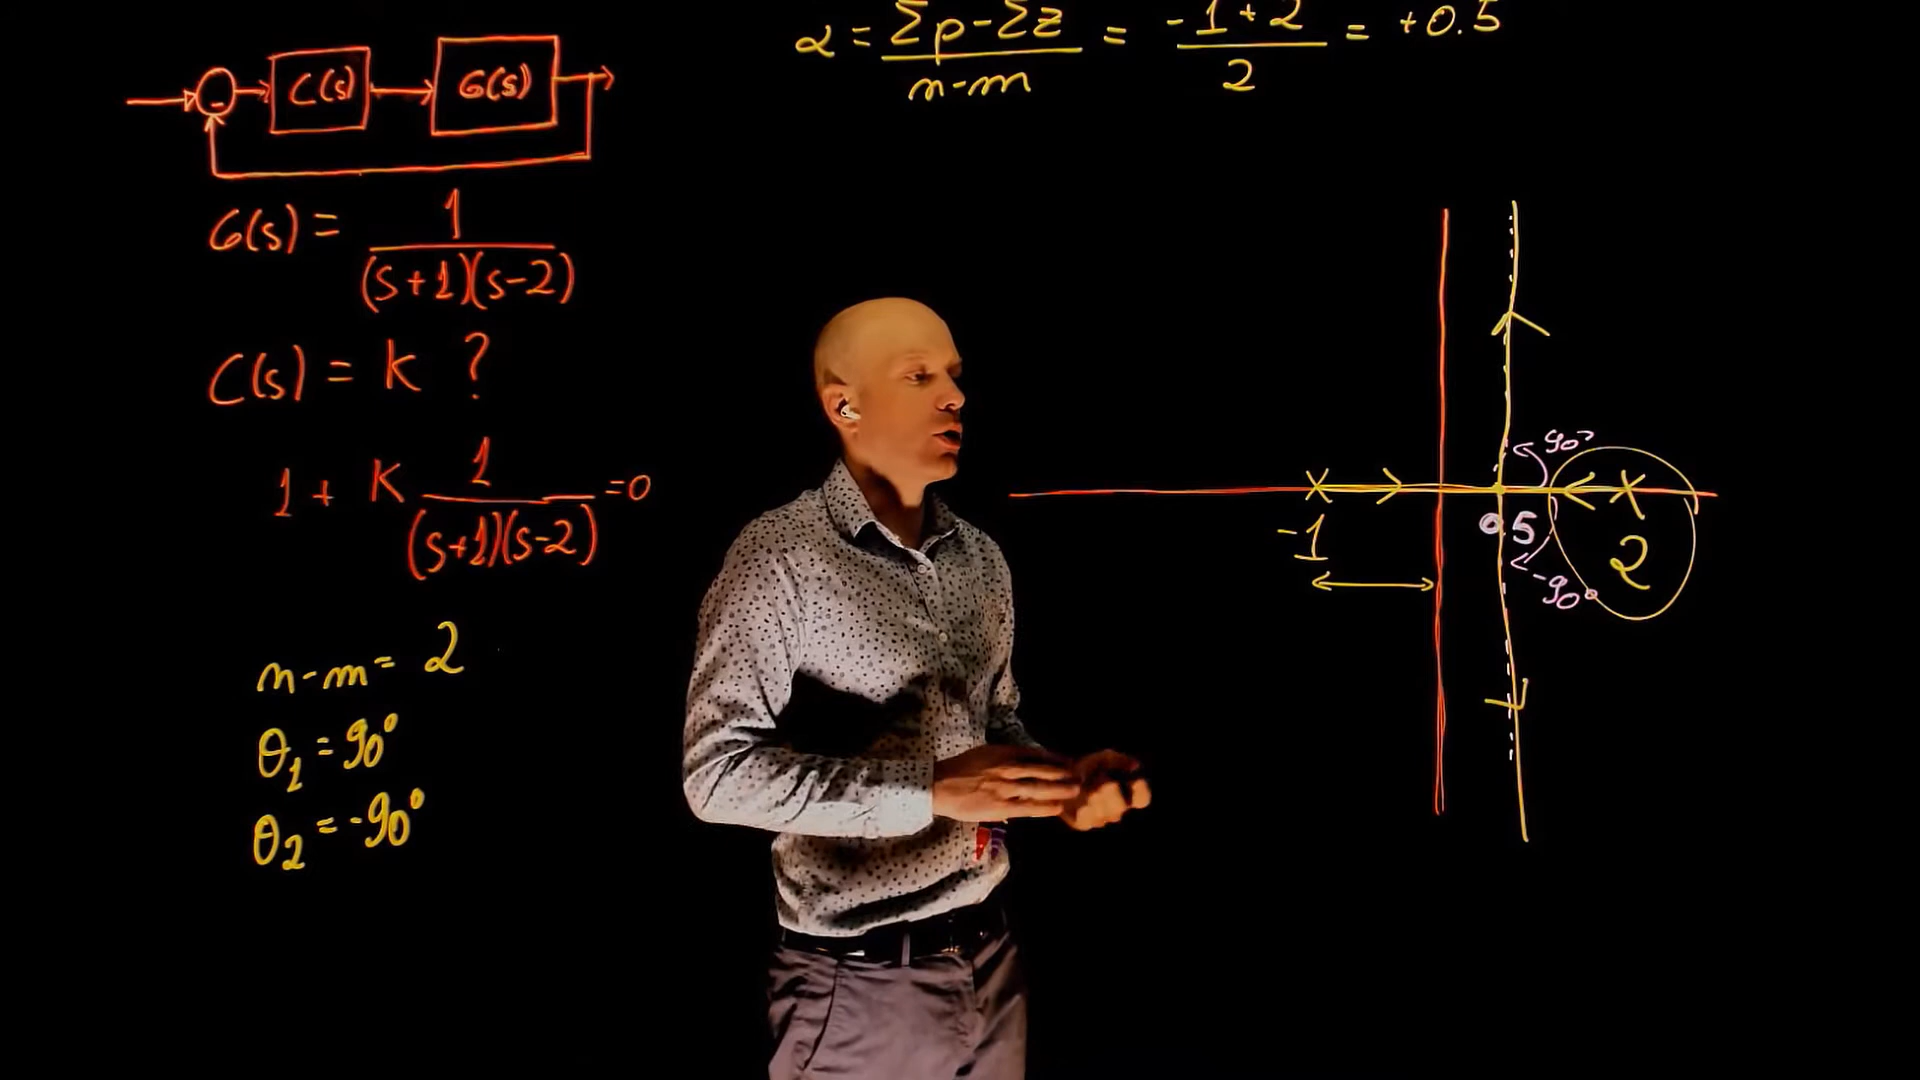 C(s) G(s)
-
G(s) = 1 / (s+1)(s-2)
C(s) = K ?
1 + K 1 / (s+1)(s-2) =0
n-m= 2
θ1 = 90°
θ2 = -90°
α = Σp-Σz / n-m = -1+2 / 2 = +0.5
90°
-1
0.5
2
-90